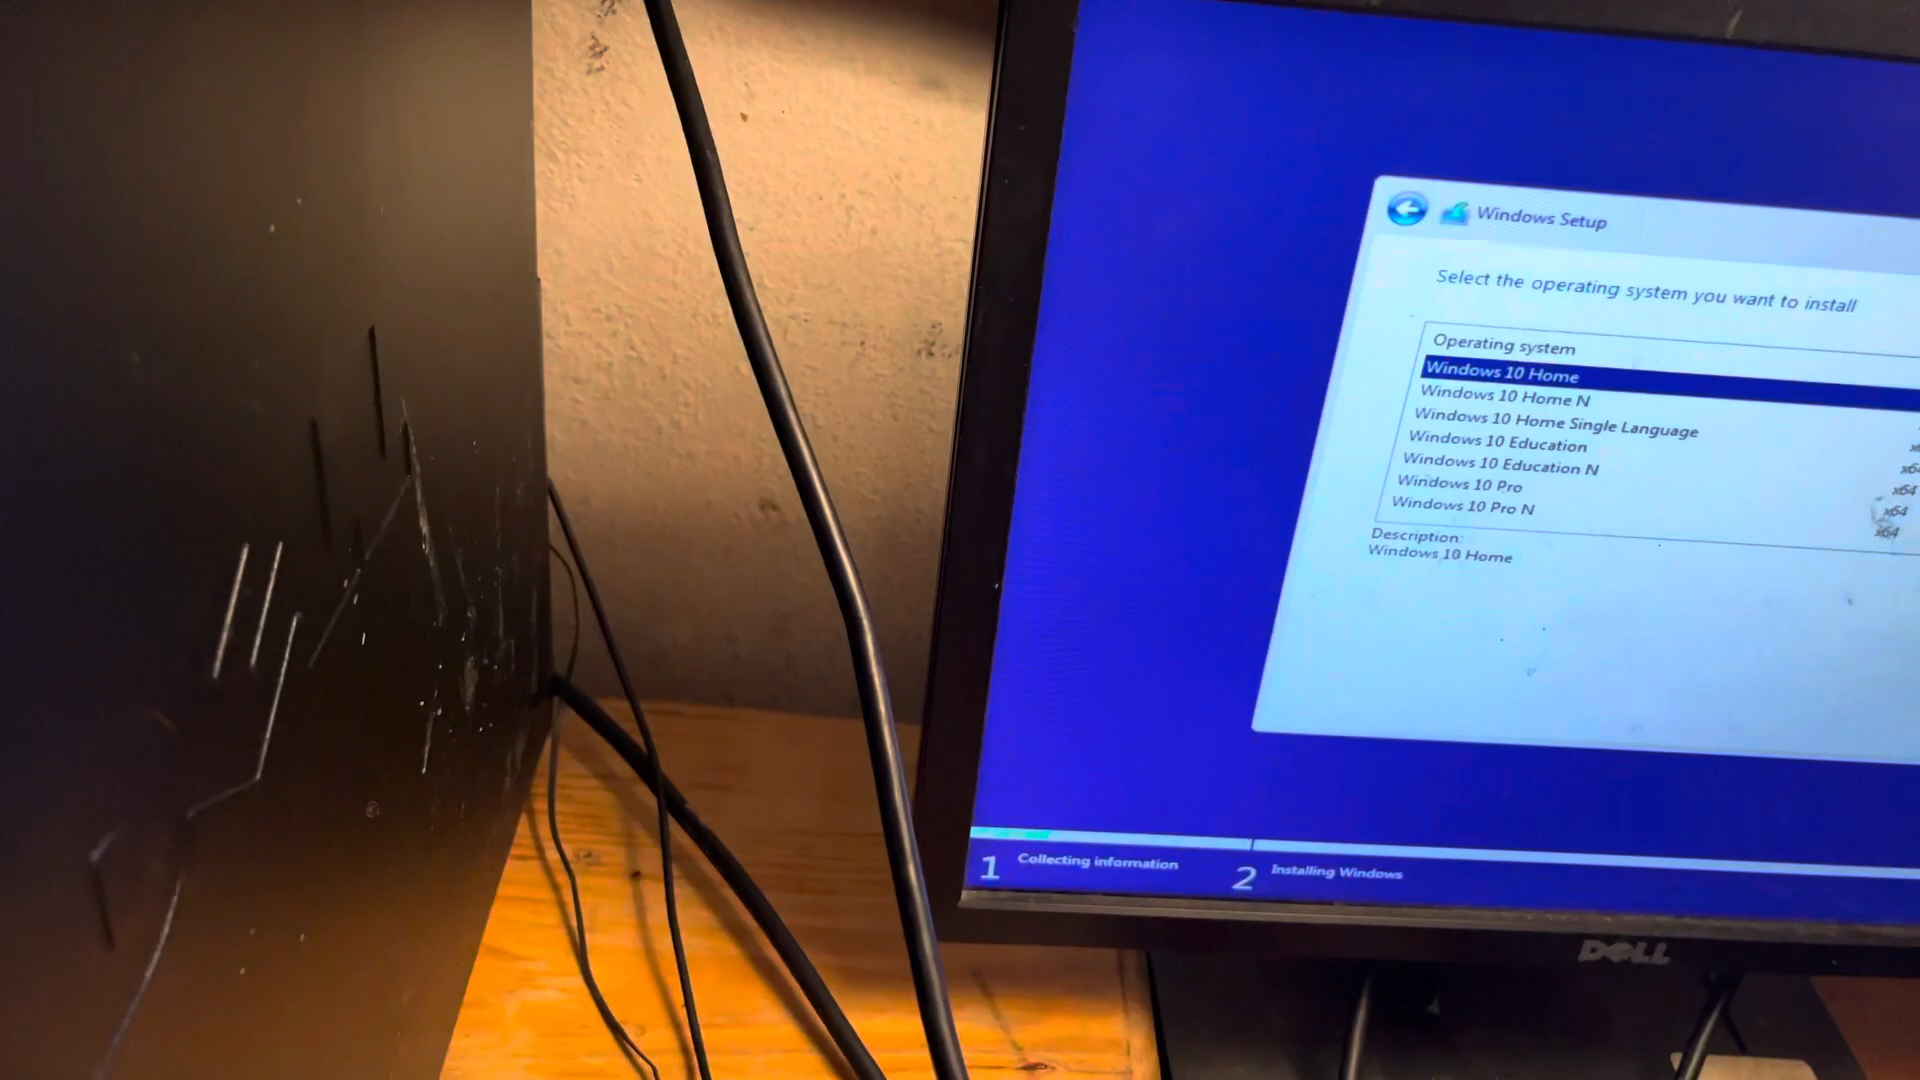 Windows Setup
Select the operating system you want to install
Operating system
Windows 10 Home
Windows 10 Home N
Windows 10 Home Single Language
Windows 10 Education
Windows 10 Education N x64
Windows 10 Pro x64
Windows 10 Pro N x64
x64
Description:
Windows 10 Home
1 Collecting information
2 Installing Windows
DELL